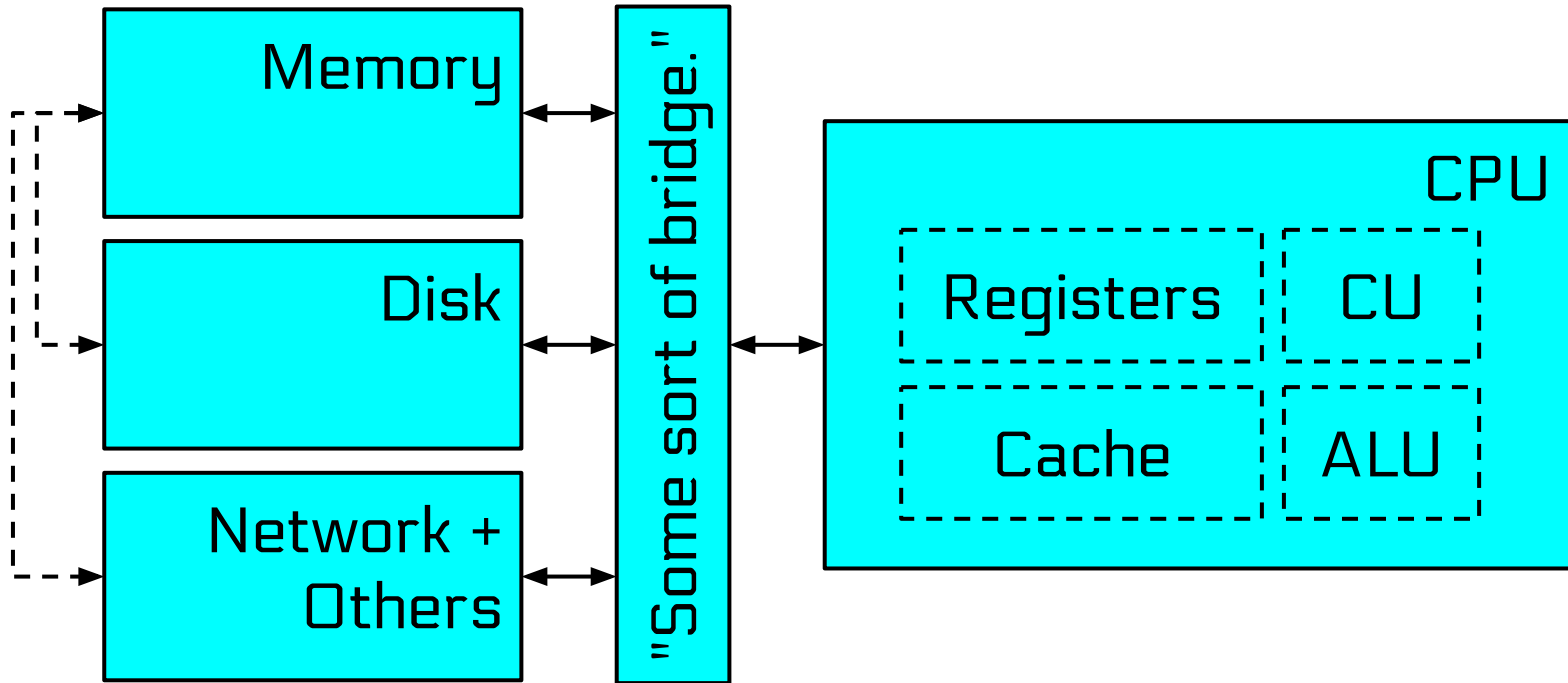 Memory
Disk
Network +
Others
"Some sort of bridge."
CPU
Registers
CU
Cache
ALU